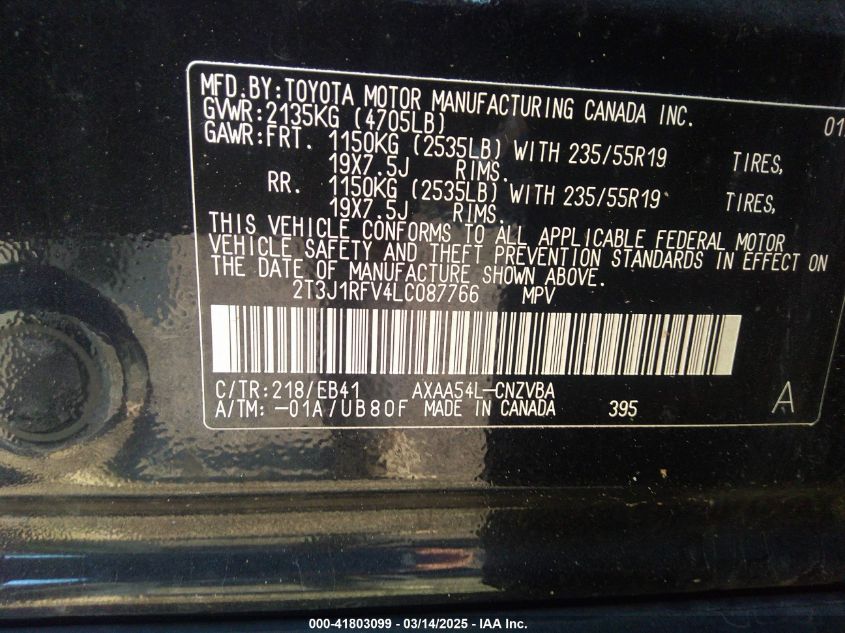 MFD.BY:TOYOTA MOTOR MANUFACTURING CANADA INC.
GVWR:2135KG (4705LB) 01
GAWR:FRT. 1150KG (2535LB) WITH 235/55R19 TIRES,
19X7.5J RIMS.
RR. 1150KG (2535LB) WITH 235/55R19 TIRES,
19X7.5J RIMS.
THIS VEHICLE CONFORMS TO ALL APPLICABLE FEDERAL MOTOR
VEHICLE SAFETY AND THEFT PREVENTION STANDARDS IN EFFECT ON
THE DATE OF MANUFACTURE SHOWN ABOVE.
2T3J1RFV4LC087766 MPV
C/TR:218/EB41 AXAA54L-CNZVBA
A/TM:-01A/UB80F MADE IN CANADA 395 A
000-41803099 - 03/14/2025 - IAA Inc.